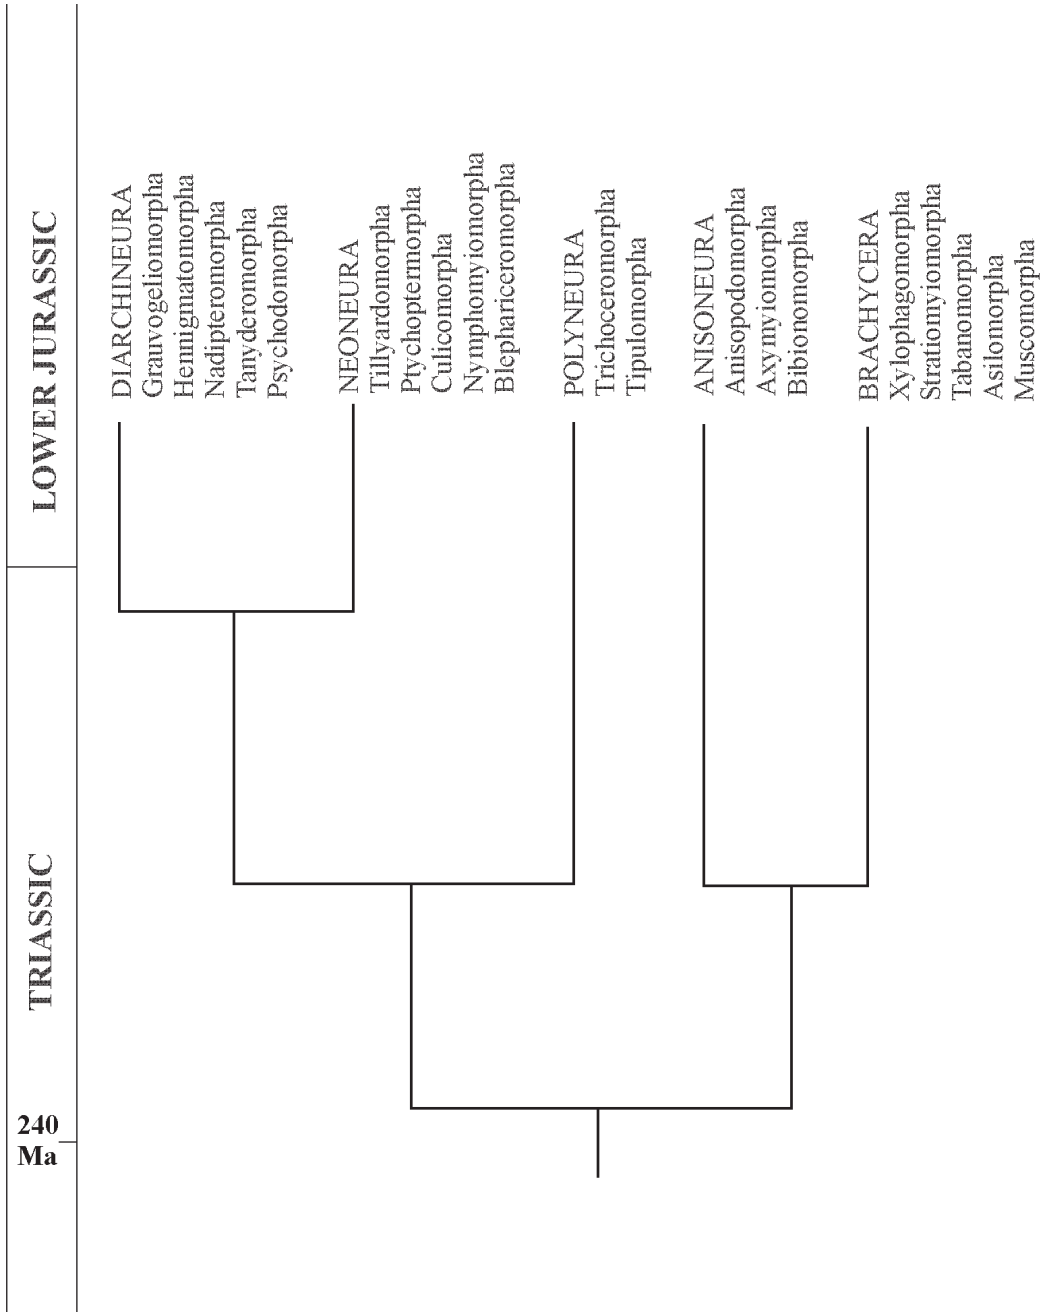 LOWER JURASSIC
TRIASSIC
240
Ma
DIARCHINEURA
Grauvogeliomorpha
Hennigmatomorpha
Nadipteromorpha
Tanyderomorpha
Psychodomorpha
NEONEURA
Tillyardomorpha
Ptychoptermorpha
Culicomorpha
Nymphomyiomorpha
Blephariceromorpha
POLYNEURA
Trichoceromorpha
Tipulomorpha
ANISONEURA
Anisopodomorpha
Axymyiomorpha
Bibionomorpha
BRACHYCERA
Xylophagomorpha
Stratiomyiomorpha
Tabanomorpha
Asilomorpha
Muscomorpha